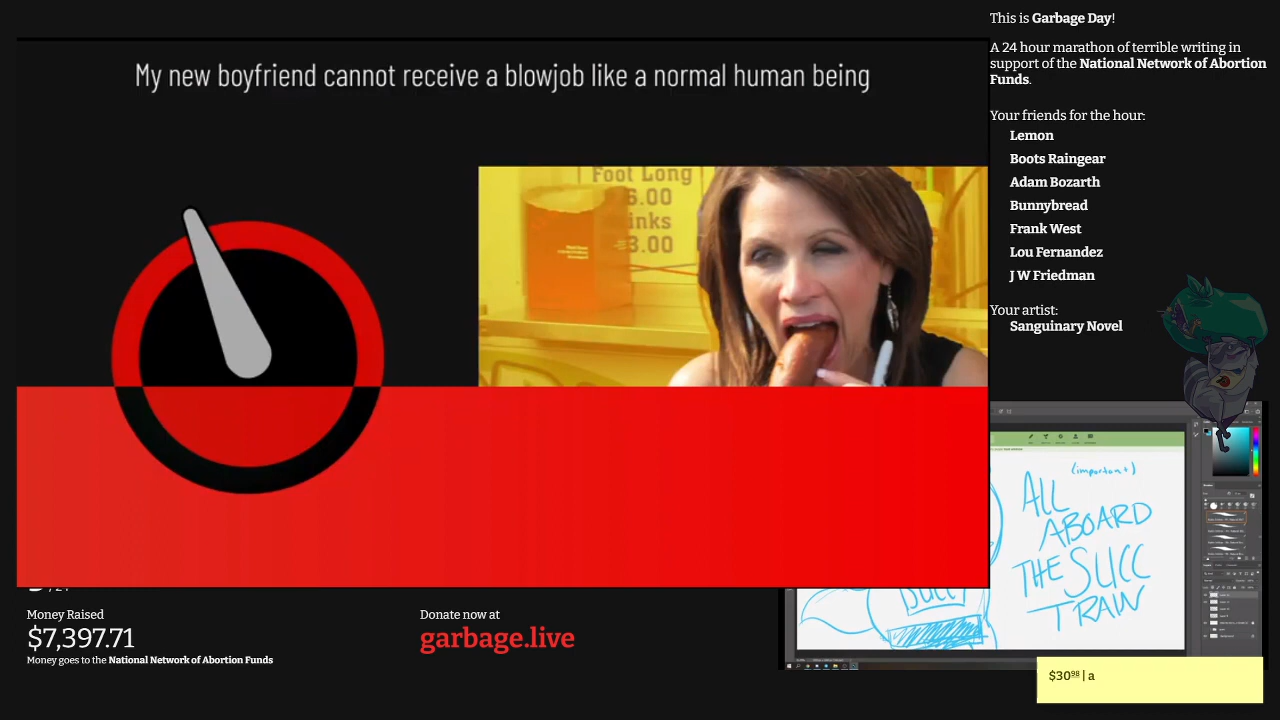 My new boyfriend cannot receive a blowjob like a normal human being
Foot Long
6.00
inks
3.00
This is Garbage Day!
A 24 hour marathon of terrible writing in
support of the National Network of Abortion
Funds.
Your friends for the hour:
Lemon
Boots Raingear
Adam Bozarth
Bunnybread
Frank West
Lou Fernandez
J W Friedman
Your artist:
Sanguinary Novel
(important)
ALL
ABOARD
THE SUCC
TRAIN
Money Raised
$7,397.71
Money goes to the National Network of Abortion Funds
Donate now at
garbage.live
$30.98 | a